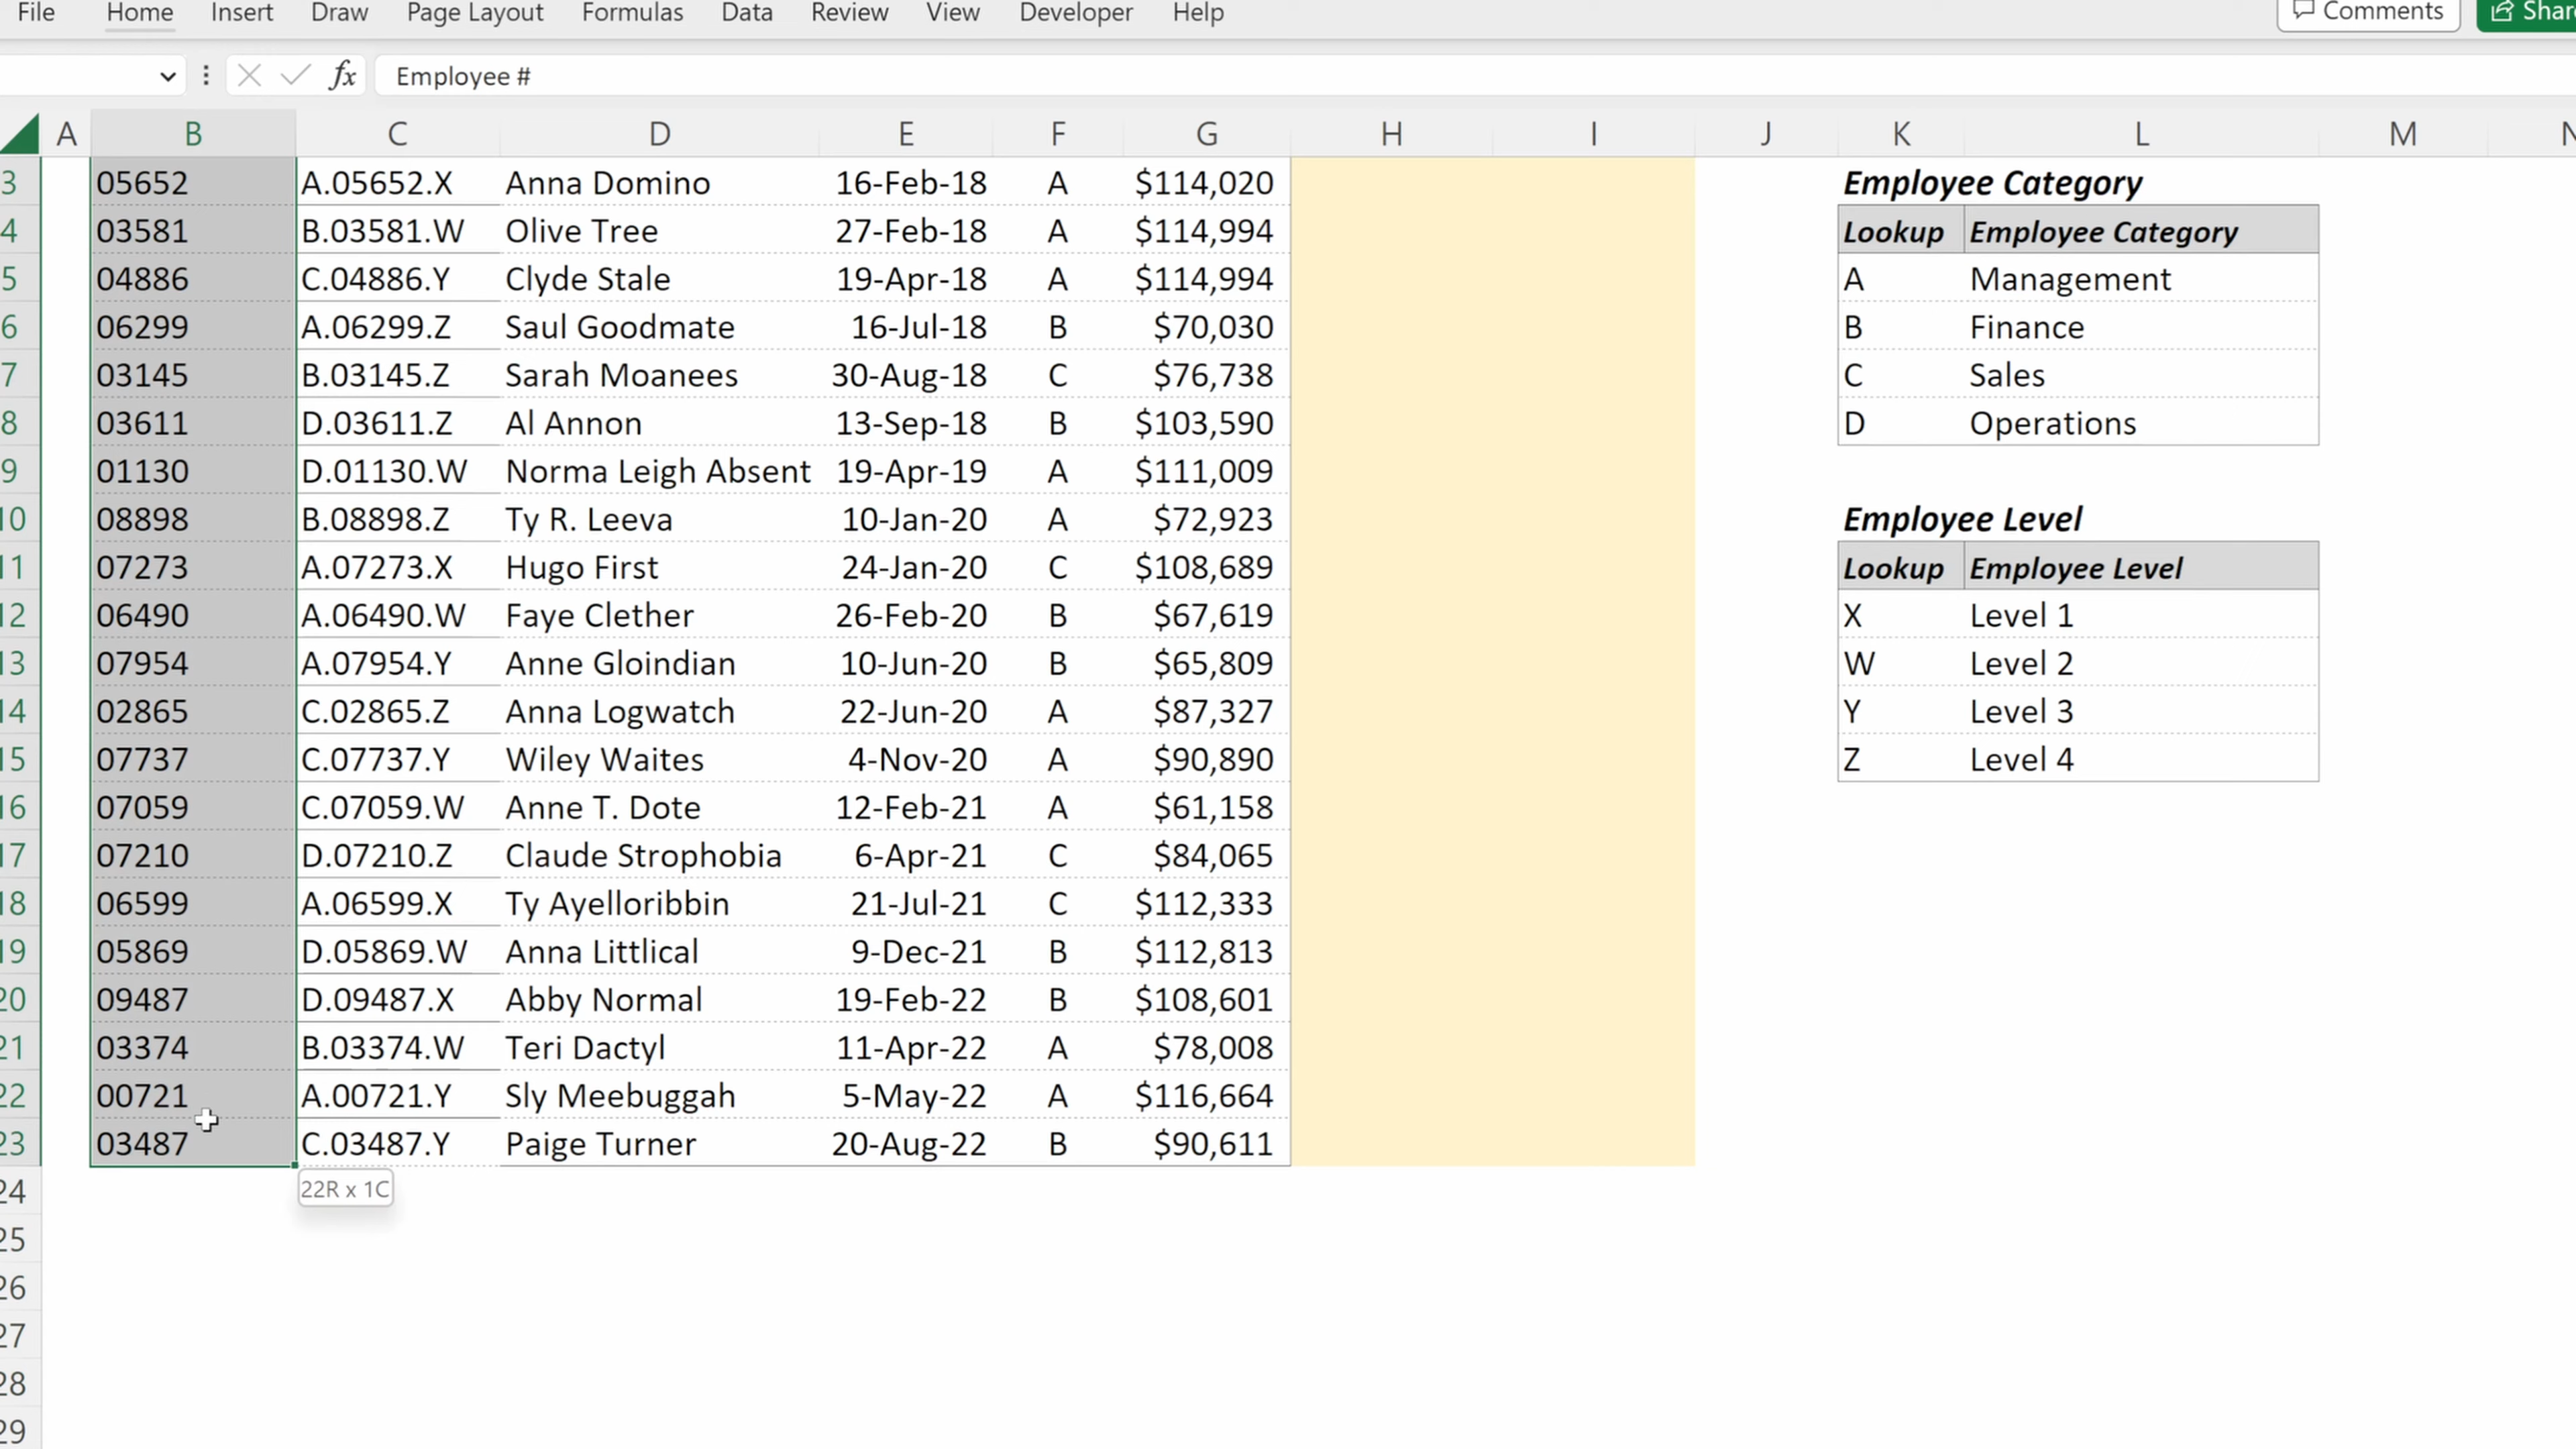 File Home Insert Draw Page Layout Formulas Data Review View Developer Help Comments
fx Employee #
A B C D E F G H I J K L M
3 05652 A.05652.X Anna Domino 16-Feb-18 A $114,020 Employee Category
4 03581 B.03581.W Olive Tree 27-Feb-18 A $114,994 Lookup Employee Category
5 04886 C.04886.Y Clyde Stale 19-Apr-18 A $114,994 A Management
6 06299 A.06299.Z Saul Goodmate 16-Jul-18 B $70,030 B Finance
7 03145 B.03145.Z Sarah Moanees 30-Aug-18 C $76,738 C Sales
8 03611 D.03611.Z Al Annon 13-Sep-18 B $103,590 D Operations
9 01130 D.01130.W Norma Leigh Absent 19-Apr-19 A $111,009
10 08898 B.08898.Z Ty R. Leeva 10-Jan-20 A $72,923 Employee Level
11 07273 A.07273.X Hugo First 24-Jan-20 C $108,689 Lookup Employee Level
12 06490 A.06490.W Faye Clether 26-Feb-20 B $67,619 X Level 1
13 07954 A.07954.Y Anne Gloindian 10-Jun-20 B $65,809 W Level 2
14 02865 C.02865.Z Anna Logwatch 22-Jun-20 A $87,327 Y Level 3
15 07737 C.07737.Y Wiley Waites 4-Nov-20 A $90,890 Z Level 4
16 07059 C.07059.W Anne T. Dote 12-Feb-21 A $61,158
17 07210 D.07210.Z Claude Strophobia 6-Apr-21 C $84,065
18 06599 A.06599.X Ty Ayelloribbin 21-Jul-21 C $112,333
19 05869 D.05869.W Anna Littlical 9-Dec-21 B $112,813
20 09487 D.09487.X Abby Normal 19-Feb-22 B $108,601
21 03374 B.03374.W Teri Dactyl 11-Apr-22 A $78,008
22 00721 A.00721.Y Sly Meebuggah 5-May-22 A $116,664
23 03487 C.03487.Y Paige Turner 20-Aug-22 B $90,611
24 22R x 1C
25
26
27
28
29